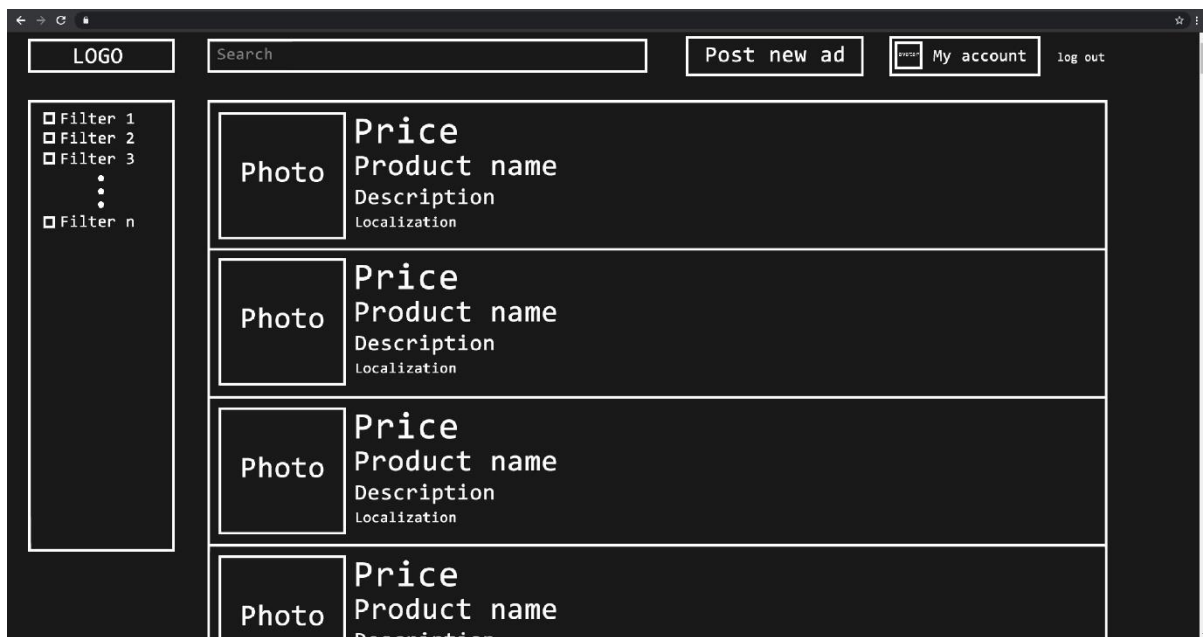 LOGO
Search
Post new ad
avatar
My account
log out
Filter 1
Filter 2
Filter 3
Filter n
Photo
Price
Product name
Description
Localization
Photo
Price
Product name
Description
Localization
Photo
Price
Product name
Description
Localization
Photo
Price
Product name
Description